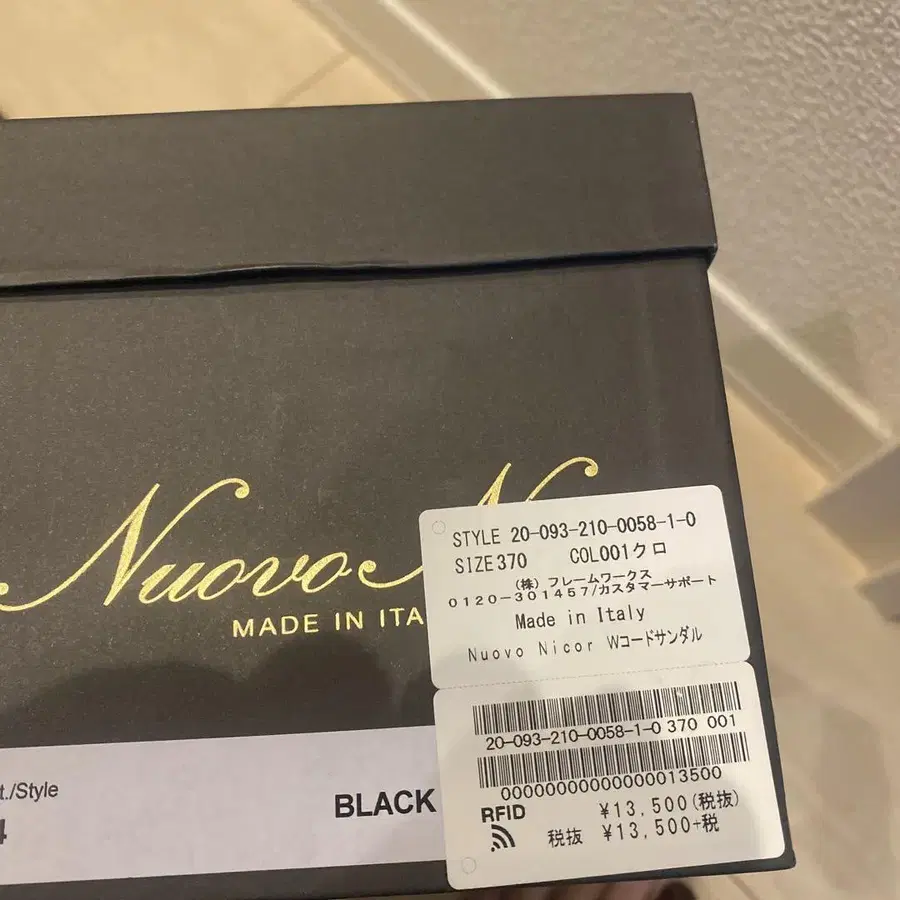 Nuovo N
MADE IN ITA
t./Style
4
BLACK
STYLE 20-093-210-0058-1-0
SIZE370 COL001クロ
(株) フレームワークス
0120-301457/カスタマーサポート
Made in Italy
Nuovo Nicor Wコードサンダル
20-093-210-0058-1-0 370 001
00000000000000013500
RFID
¥13,500(税抜)
税抜 ¥13,500+税